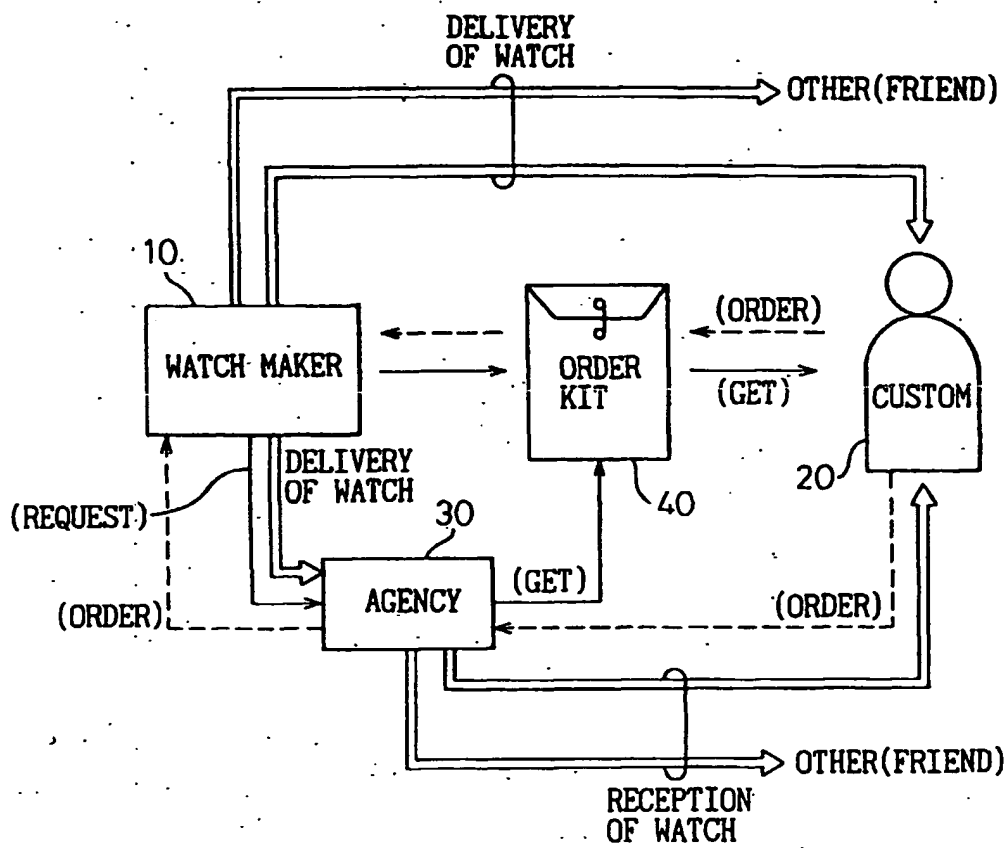 DELIVERY
OF WATCH
OTHER(FRIEND)
10
WATCH MAKER
ORDER
KIT
(ORDER)
(GET)
CUSTOM
20
40
DELIVERY
OF WATCH
(REQUEST)
30
AGENCY
(GET)
(ORDER)
(ORDER)
OTHER(FRIEND)
RECEPTION
OF WATCH